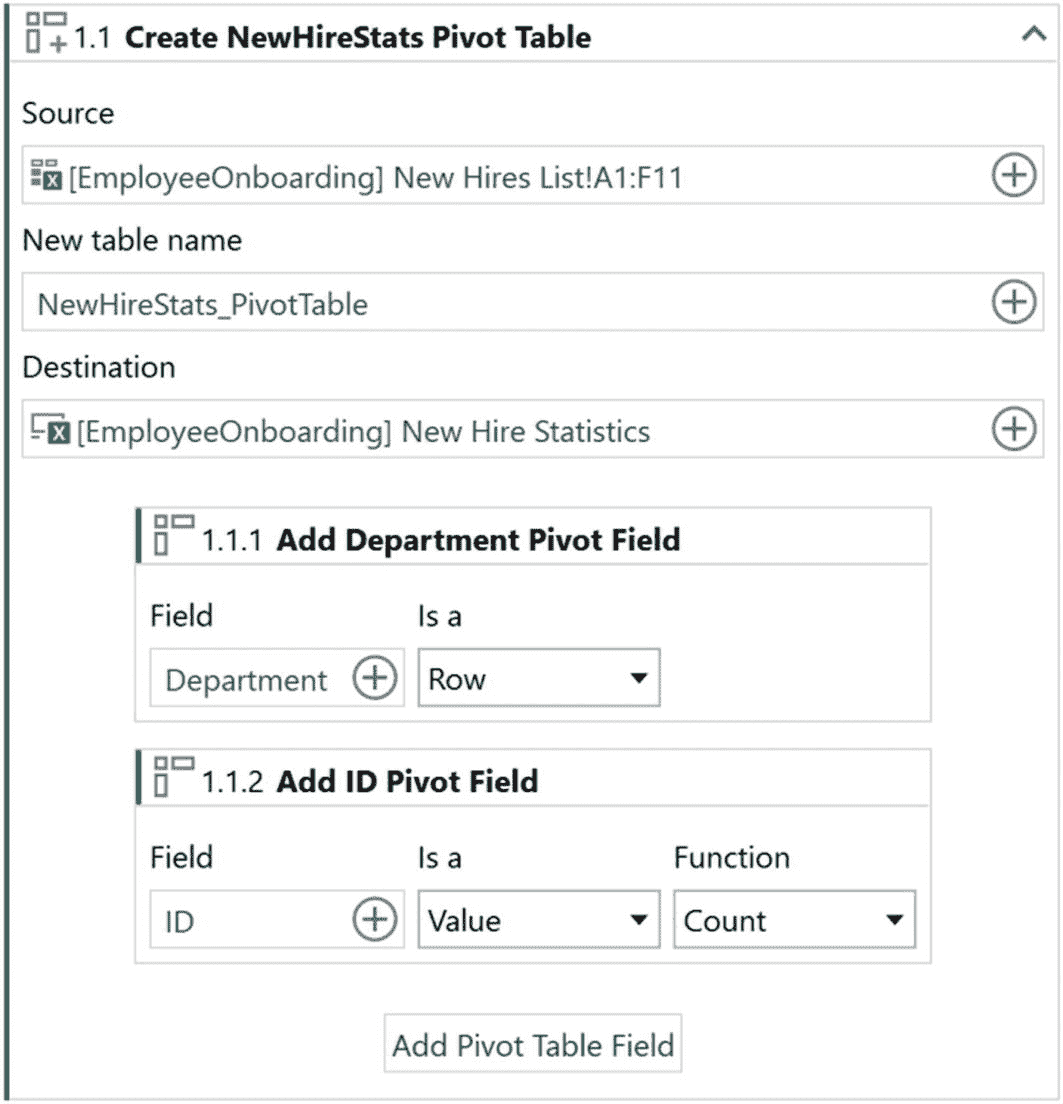 1.1 Create NewHireStats Pivot Table
Source
[EmployeeOnboarding] New Hires List!A1:F11
New table name
NewHireStats_PivotTable
Destination
[EmployeeOnboarding] New Hire Statistics
1.1.1 Add Department Pivot Field
Field Is a
Department Row
1.1.2 Add ID Pivot Field
Field Is a Function
ID Value Count
Add Pivot Table Field